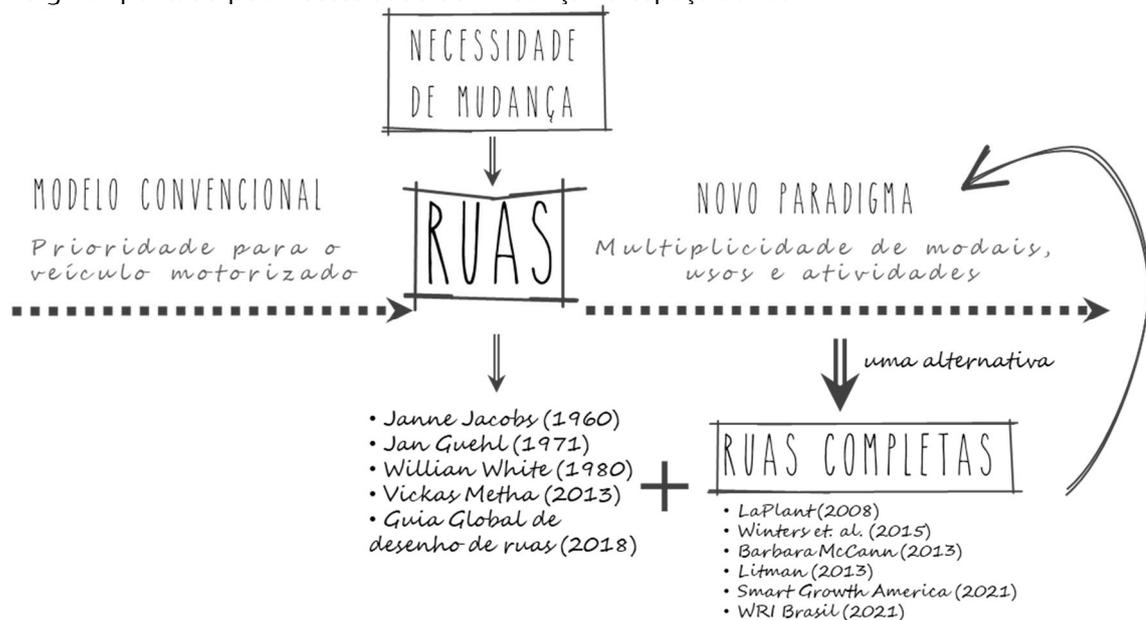 NECESSIDADE
DE MUDANÇA
MODELO CONVENCIONAL
Prioridade para o
veículo motorizado
RUAS
NOVO PARADIGMA
Multiplicidade de modais,
usos e atividades
uma alternativa
• Janne Jacobs (1960)
• Jan Guehl (1971)
• Willian White (1980)
• Vickas Metha (2013)
• Guia Global de
desenho de ruas (2018)
+
RUAS COMPLETAS
• LaPlant (2008)
• Winters et. al. (2015)
• Barbara McCann (2013)
• Litman (2013)
• Smart Growth America (2021)
• WRI Brasil (2021)